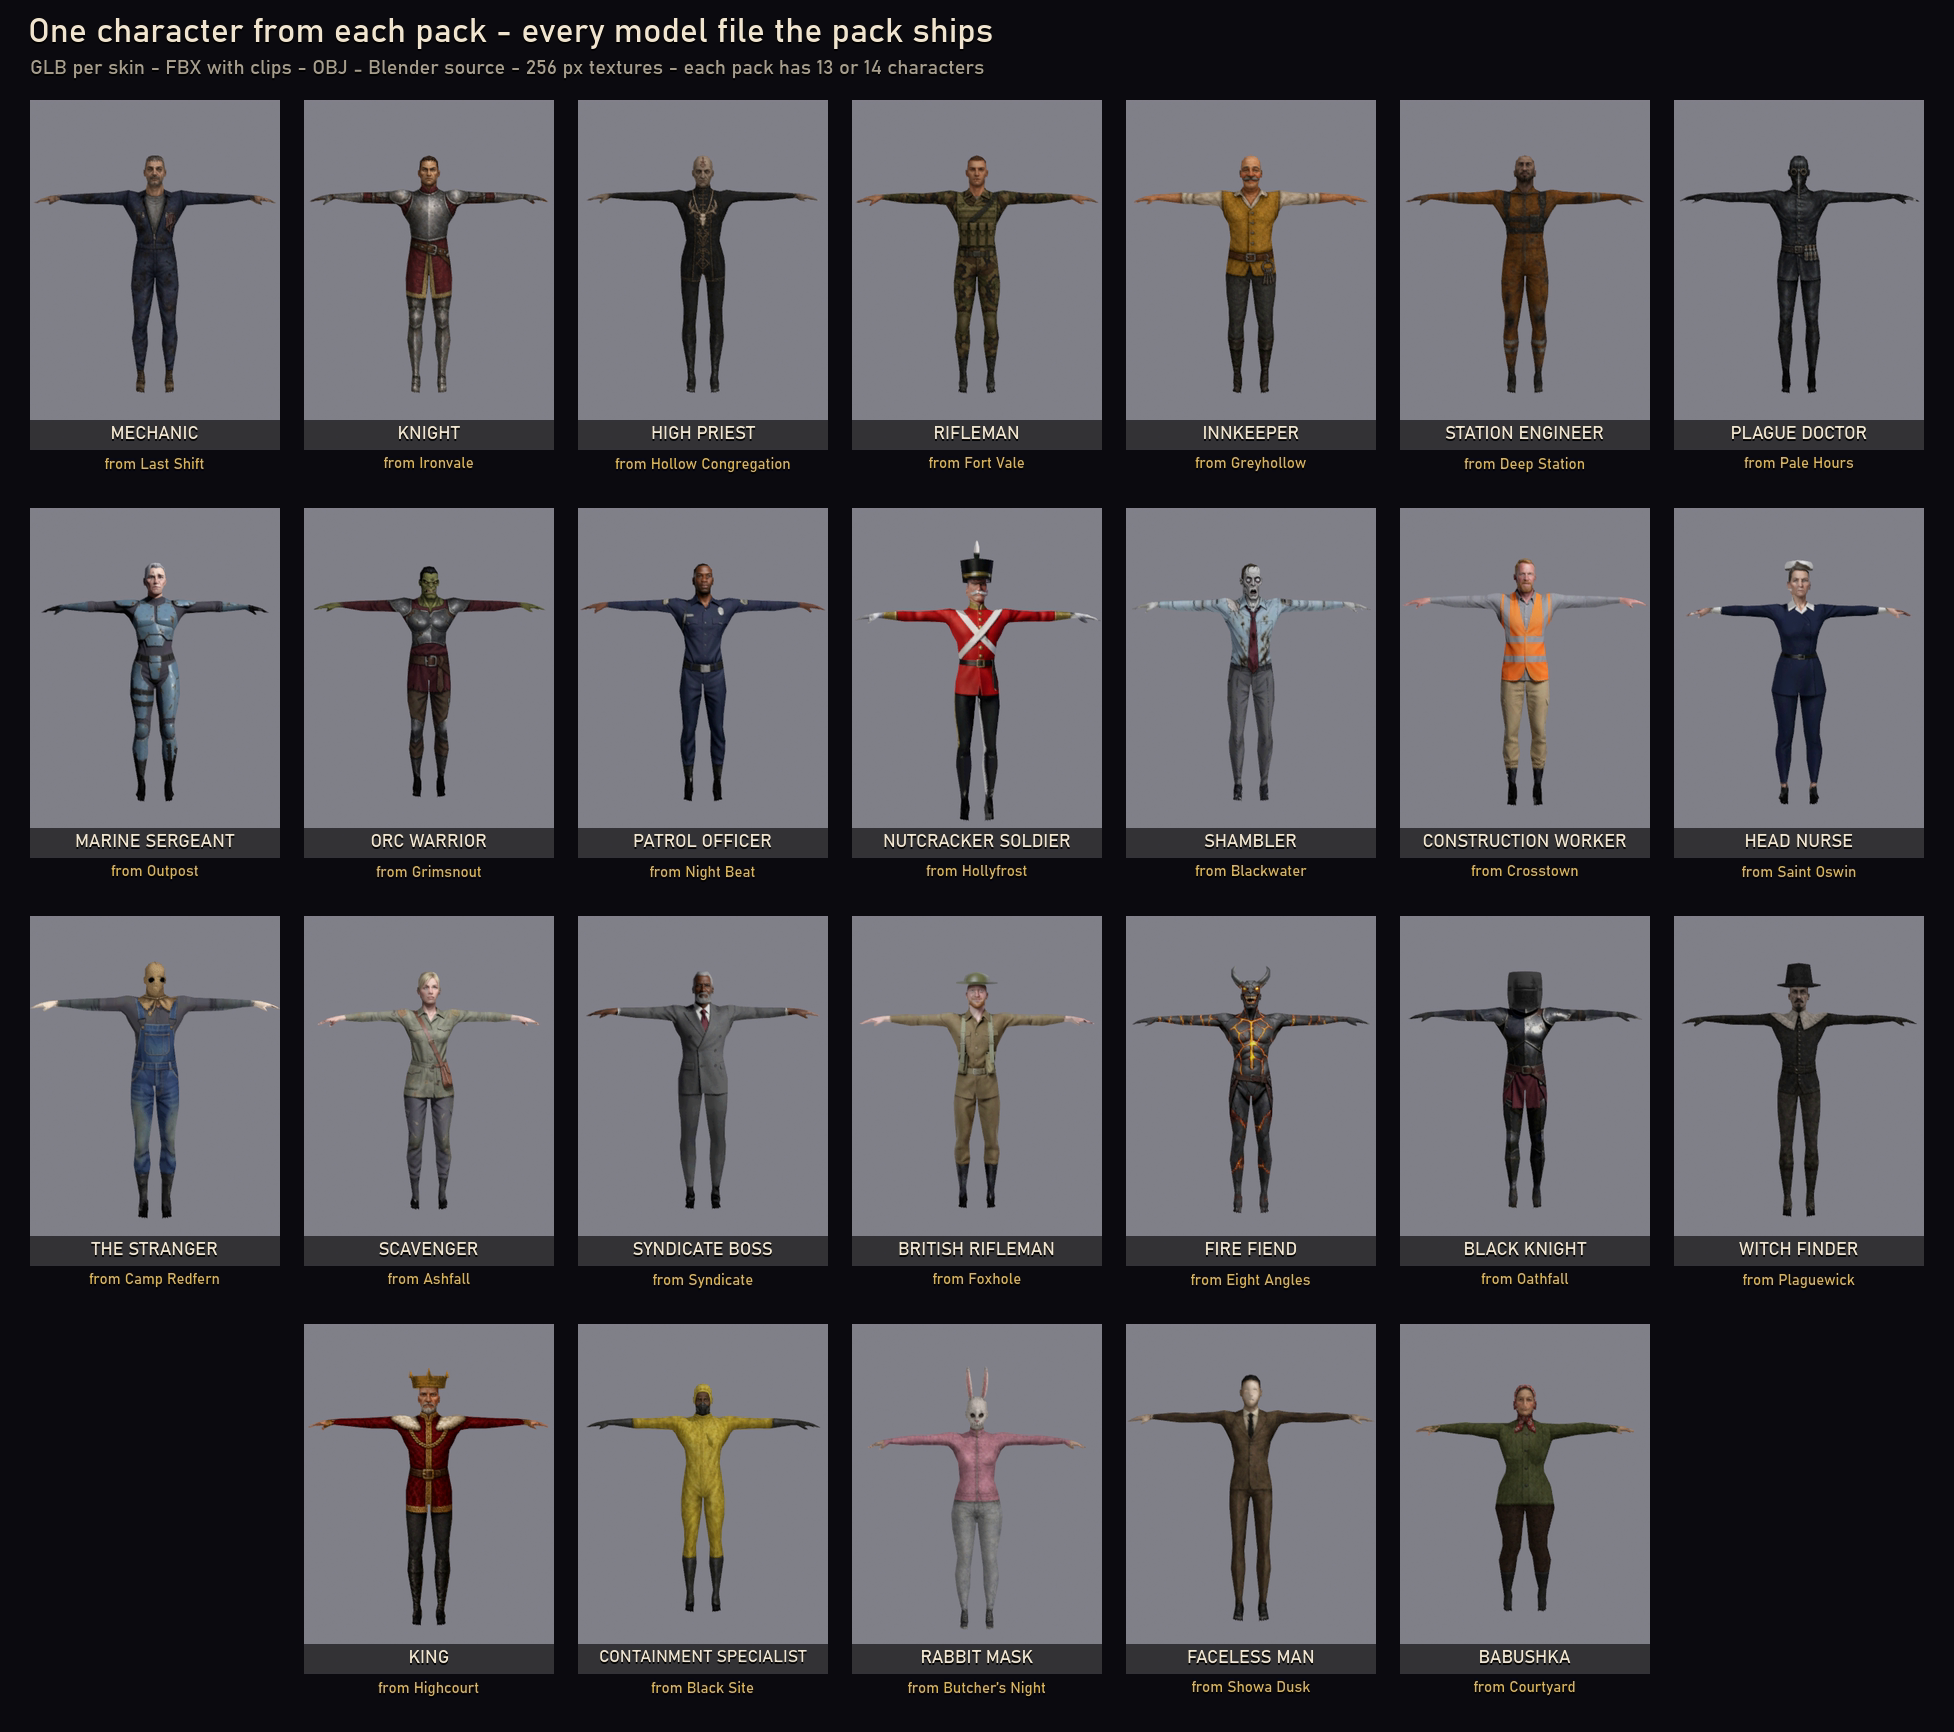 One character from each pack - every model file the pack ships
GLB per skin - FBX with clips - OBJ - Blender source - 256 px textures - each pack has 13 or 14 characters
MECHANIC
from Last Shift
KNIGHT
from Ironvale
HIGH PRIEST
from Hollow Congregation
RIFLEMAN
from Fort Vale
INNKEEPER
from Greyhollow
STATION ENGINEER
from Deep Station
PLAGUE DOCTOR
from Pale Hours
MARINE SERGEANT
from Outpost
ORC WARRIOR
from Grimsnout
PATROL OFFICER
from Night Beat
NUTCRACKER SOLDIER
from Hollyfrost
SHAMBLER
from Blackwater
CONSTRUCTION WORKER
from Crosstown
HEAD NURSE
from Saint Oswin
THE STRANGER
from Camp Redfern
SCAVENGER
from Ashfall
SYNDICATE BOSS
from Syndicate
BRITISH RIFLEMAN
from Foxhole
FIRE FIEND
from Eight Angles
BLACK KNIGHT
from Oathfall
WITCH FINDER
from Plaguewick
KING
from Highcourt
CONTAINMENT SPECIALIST
from Black Site
RABBIT MASK
from Butcher's Night
FACELESS MAN
from Showa Dusk
BABUSHKA
from Courtyard